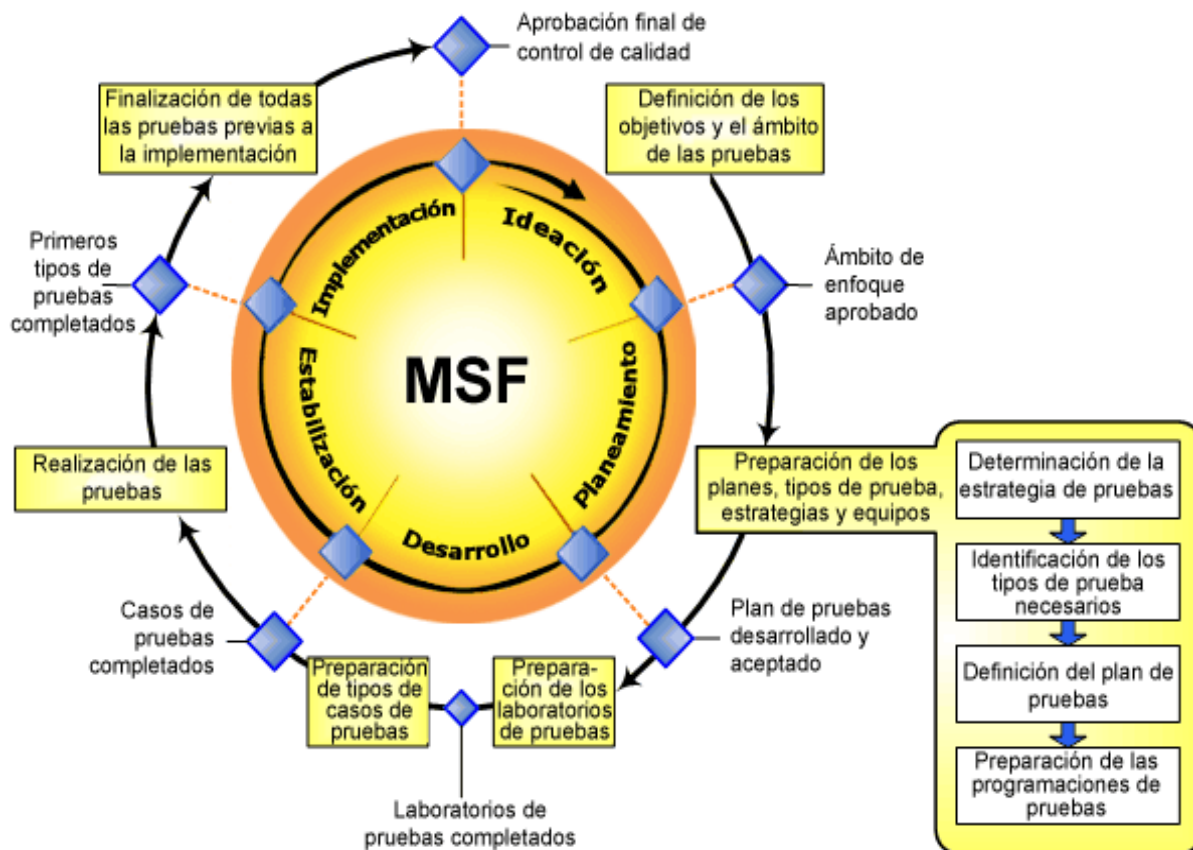 Aprobación final de
control de calidad
Finalización de todas
las pruebas previas a
la implementación
Definición de los
objetivos y el ámbito
de las pruebas
Implementación
Ideación
Primeros
tipos de
pruebas
completados
Ámbito de
enfoque
aprobado
MSF
Estabilización
Planeamiento
Desarrollo
Realización de las
pruebas
Preparación de los
planes, tipos de prueba,
estrategias y equipos
Determinación de la
estrategia de pruebas
Identificación de los
tipos de prueba
necesarios
Definición del plan de
pruebas
Preparación de las
programaciones de
pruebas
Casos de
pruebas
completados
Plan de pruebas
desarrollado y
aceptado
Preparación
de tipos de
casos de
pruebas
Prepara-
ción de los
laboratorios
de pruebas
Laboratorios de
pruebas completados